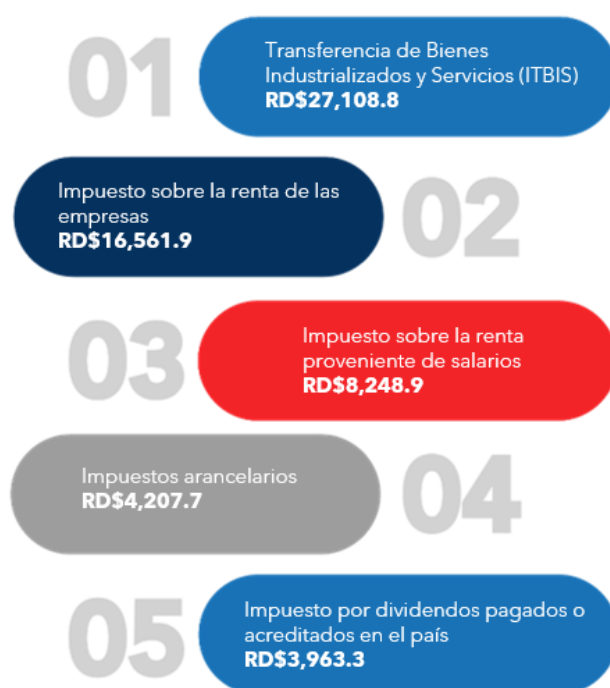 01
Transferencia de Bienes
Industrializados y Servicios (ITBIS)
RD$27,108.8
Impuesto sobre la renta de las
empresas
RD$16,561.9
02
03
Impuesto sobre la renta
proveniente de salarios
RD$8,248.9
Impuestos arancelarios
RD$4,207.7
04
05
Impuesto por dividendos pagados o
acreditados en el país
RD$3,963.3